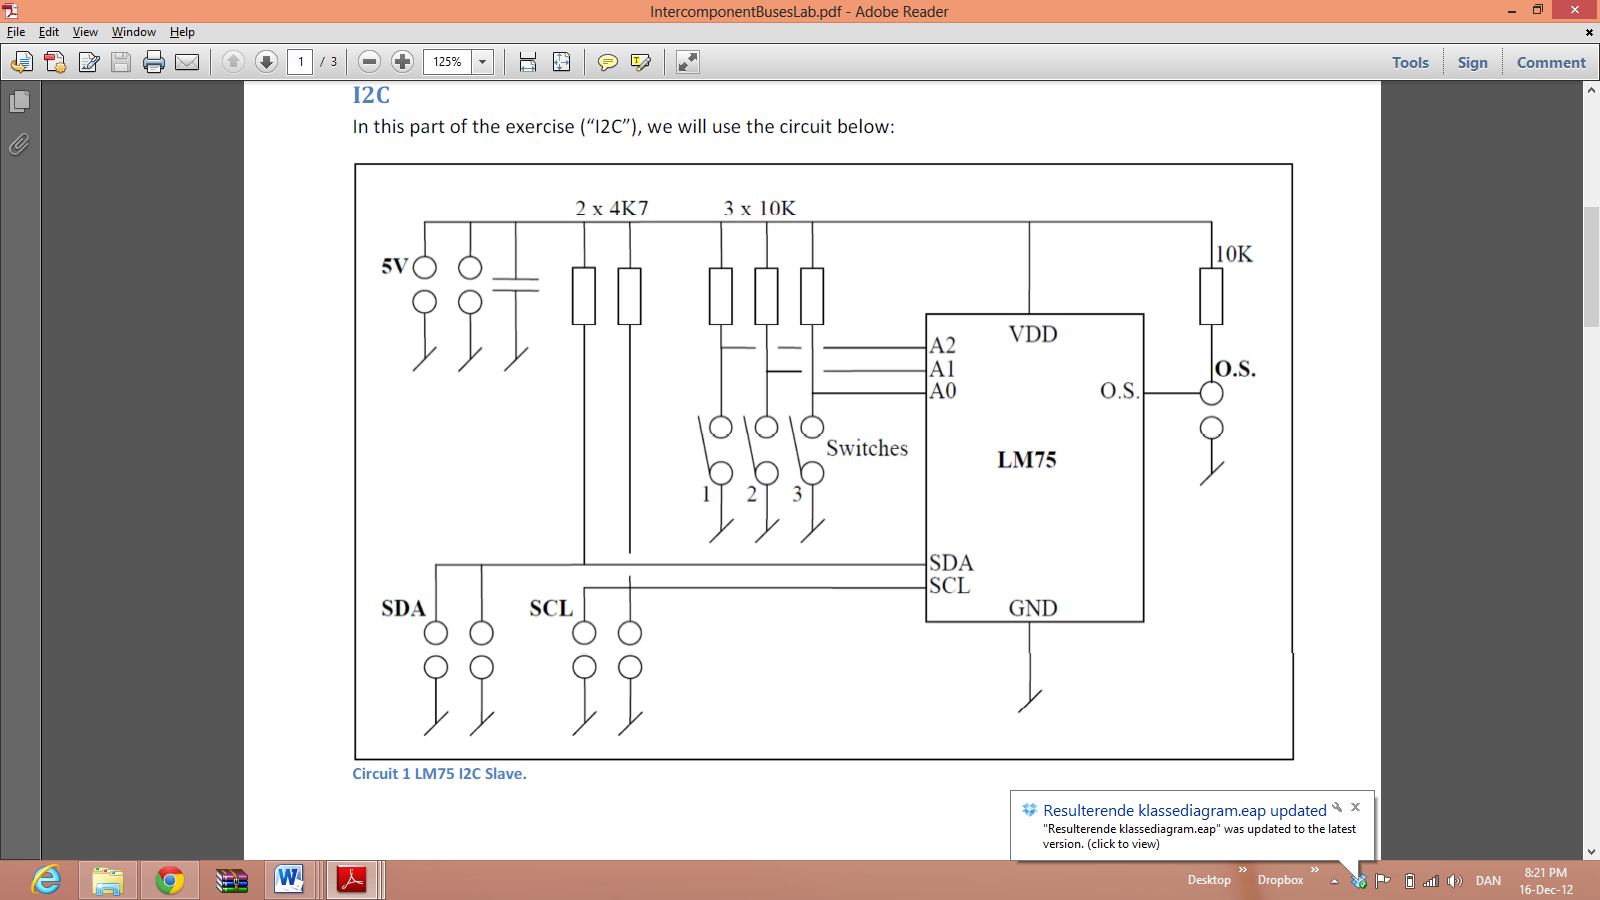 IntercomponentBusesLab.pdf - Adobe Reader
File Edit View Window Help
1 / 3 125% Tools Sign Comment
I2C
In this part of the exercise (“I2C”), we will use the circuit below:
2 x 4K7 3 x 10K
5V 10K
VDD
A2
A1 O.S.
A0 O.S.
Switches LM75
1 2 3
SDA
SCL
SDA SCL GND
Circuit 1 LM75 I2C Slave.
Resulterende klassediagram.eap updated
"Resulterende klassediagram.eap" was updated to the latest
version. (click to view)
Desktop » Dropbox » DAN 8:21 PM
16-Dec-12